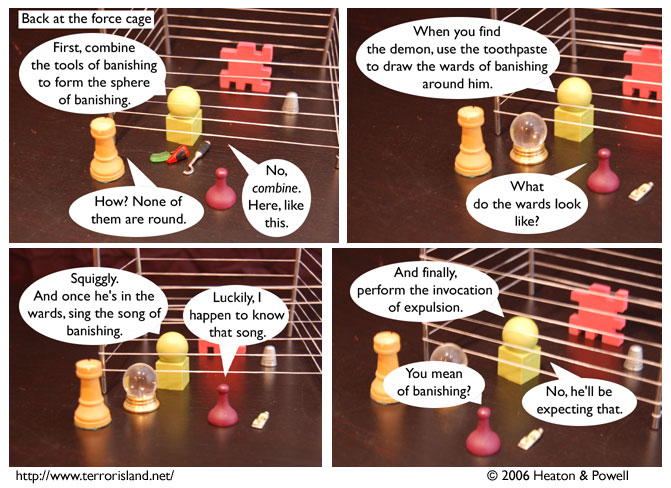 Back at the force cage
First, combine
the tools of banishing
to form the sphere
of banishing.
How? None of
them are round.
No,
combine.
Here, like
this.
When you find
the demon, use the toothpaste
to draw the wards of banishing
around him.
What
do the wards look
like?
Squiggly.
And once he's in the
wards, sing the song of
banishing.
Luckily, I
happen to know
that song.
And finally,
perform the invocation
of expulsion.
You mean
of banishing?
No, he'll be
expecting that.
http://www.terrorisland.net/
© 2006 Heaton & Powell